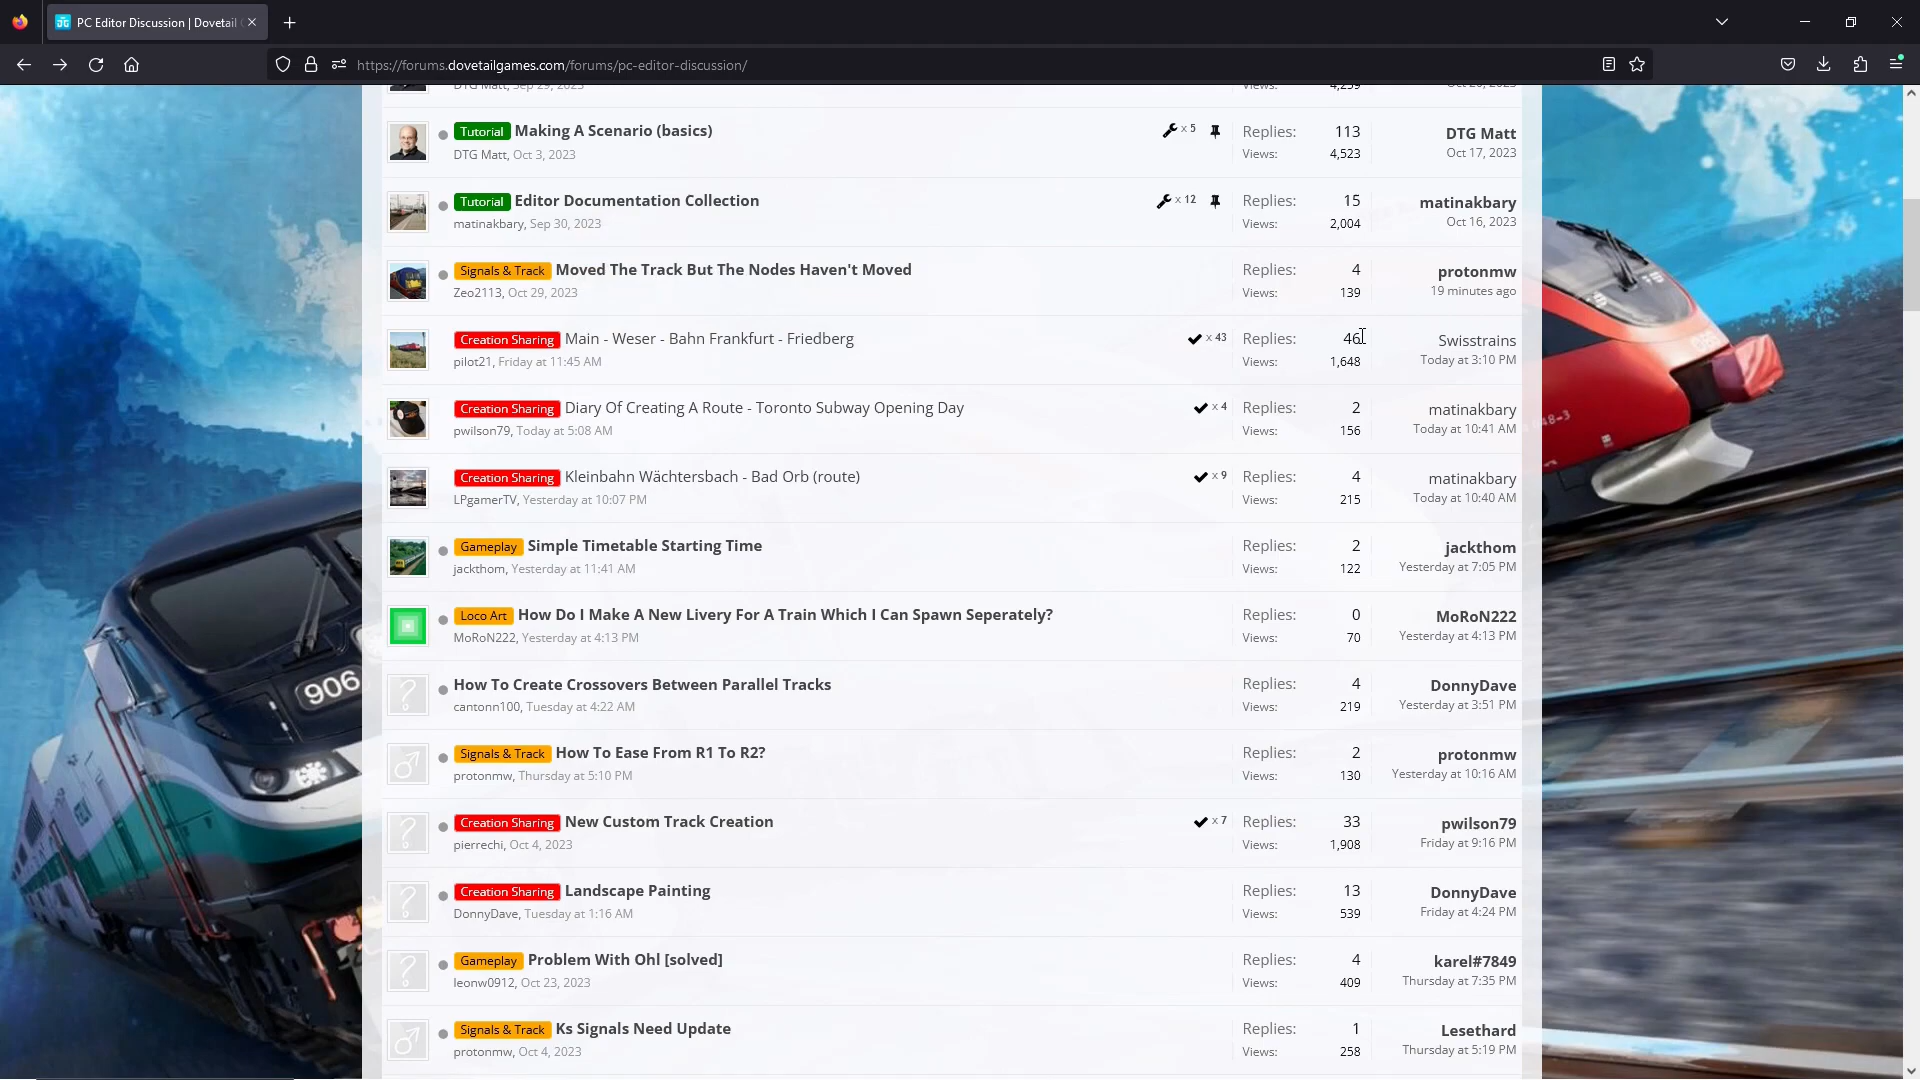 PC Editor Discussion | Dovetail
https://forums.dovetailgames.com/forums/pc-editor-discussion/
DTG Matt, Sep 29, 2023 Views: 4,259 Oct 20, 2023
Tutorial Making A Scenario (basics) x 5 Replies: 113 DTG Matt
DTG Matt, Oct 3, 2023 Views: 4,523 Oct 17, 2023
Tutorial Editor Documentation Collection x 12 Replies: 15 matinakbary
matinakbary, Sep 30, 2023 Views: 2,004 Oct 16, 2023
Signals & Track Moved The Track But The Nodes Haven't Moved Replies: 4 protonmw
Zeo2113, Oct 29, 2023 Views: 139 19 minutes ago
Creation Sharing Main - Weser - Bahn Frankfurt - Friedberg x 43 Replies: 46 Swisstrains
pilot21, Friday at 11:45 AM Views: 1,648 Today at 3:10 PM
Creation Sharing Diary Of Creating A Route - Toronto Subway Opening Day x 4 Replies: 2 matinakbary
pwilson79, Today at 5:08 AM Views: 156 Today at 10:41 AM
Creation Sharing Kleinbahn Wächtersbach - Bad Orb (route) x 9 Replies: 4 matinakbary
LPgamerTV, Yesterday at 10:07 PM Views: 215 Today at 10:40 AM
Gameplay Simple Timetable Starting Time Replies: 2 jackthom
jackthom, Yesterday at 11:41 AM Views: 122 Yesterday at 7:05 PM
Loco Art How Do I Make A New Livery For A Train Which I Can Spawn Seperately? Replies: 0 MoRoN222
MoRoN222, Yesterday at 4:13 PM Views: 70 Yesterday at 4:13 PM
How To Create Crossovers Between Parallel Tracks Replies: 4 DonnyDave
cantonn100, Tuesday at 4:22 AM Views: 219 Yesterday at 3:51 PM
906
Signals & Track How To Ease From R1 To R2? Replies: 2 protonmw
protonmw, Thursday at 5:10 PM Views: 130 Yesterday at 10:16 AM
Creation Sharing New Custom Track Creation x 7 Replies: 33 pwilson79
pierrechi, Oct 4, 2023 Views: 1,908 Friday at 9:16 PM
Creation Sharing Landscape Painting Replies: 13 DonnyDave
DonnyDave, Tuesday at 1:16 AM Views: 539 Friday at 4:24 PM
Gameplay Problem With Ohl [solved] Replies: 4 karel#7849
leonw0912, Oct 23, 2023 Views: 409 Thursday at 7:35 PM
Signals & Track Ks Signals Need Update Replies: 1 Lesethard
protonmw, Oct 4, 2023 Views: 258 Thursday at 5:19 PM